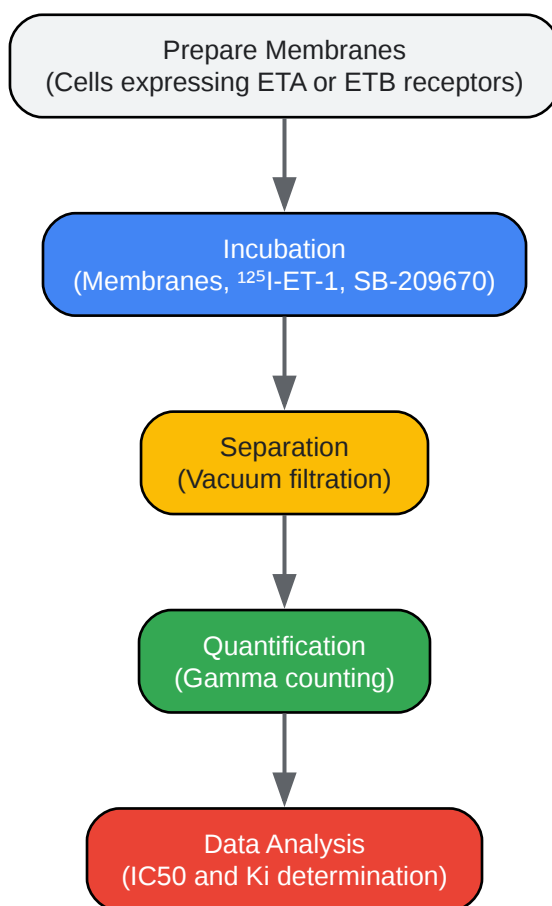 Prepare Membranes
(Cells expressing ETA or ETB receptors)
Incubation
(Membranes, ¹²⁵I-ET-1, SB-209670)
Separation
(Vacuum filtration)
Quantification
(Gamma counting)
Data Analysis
(IC50 and Ki determination)